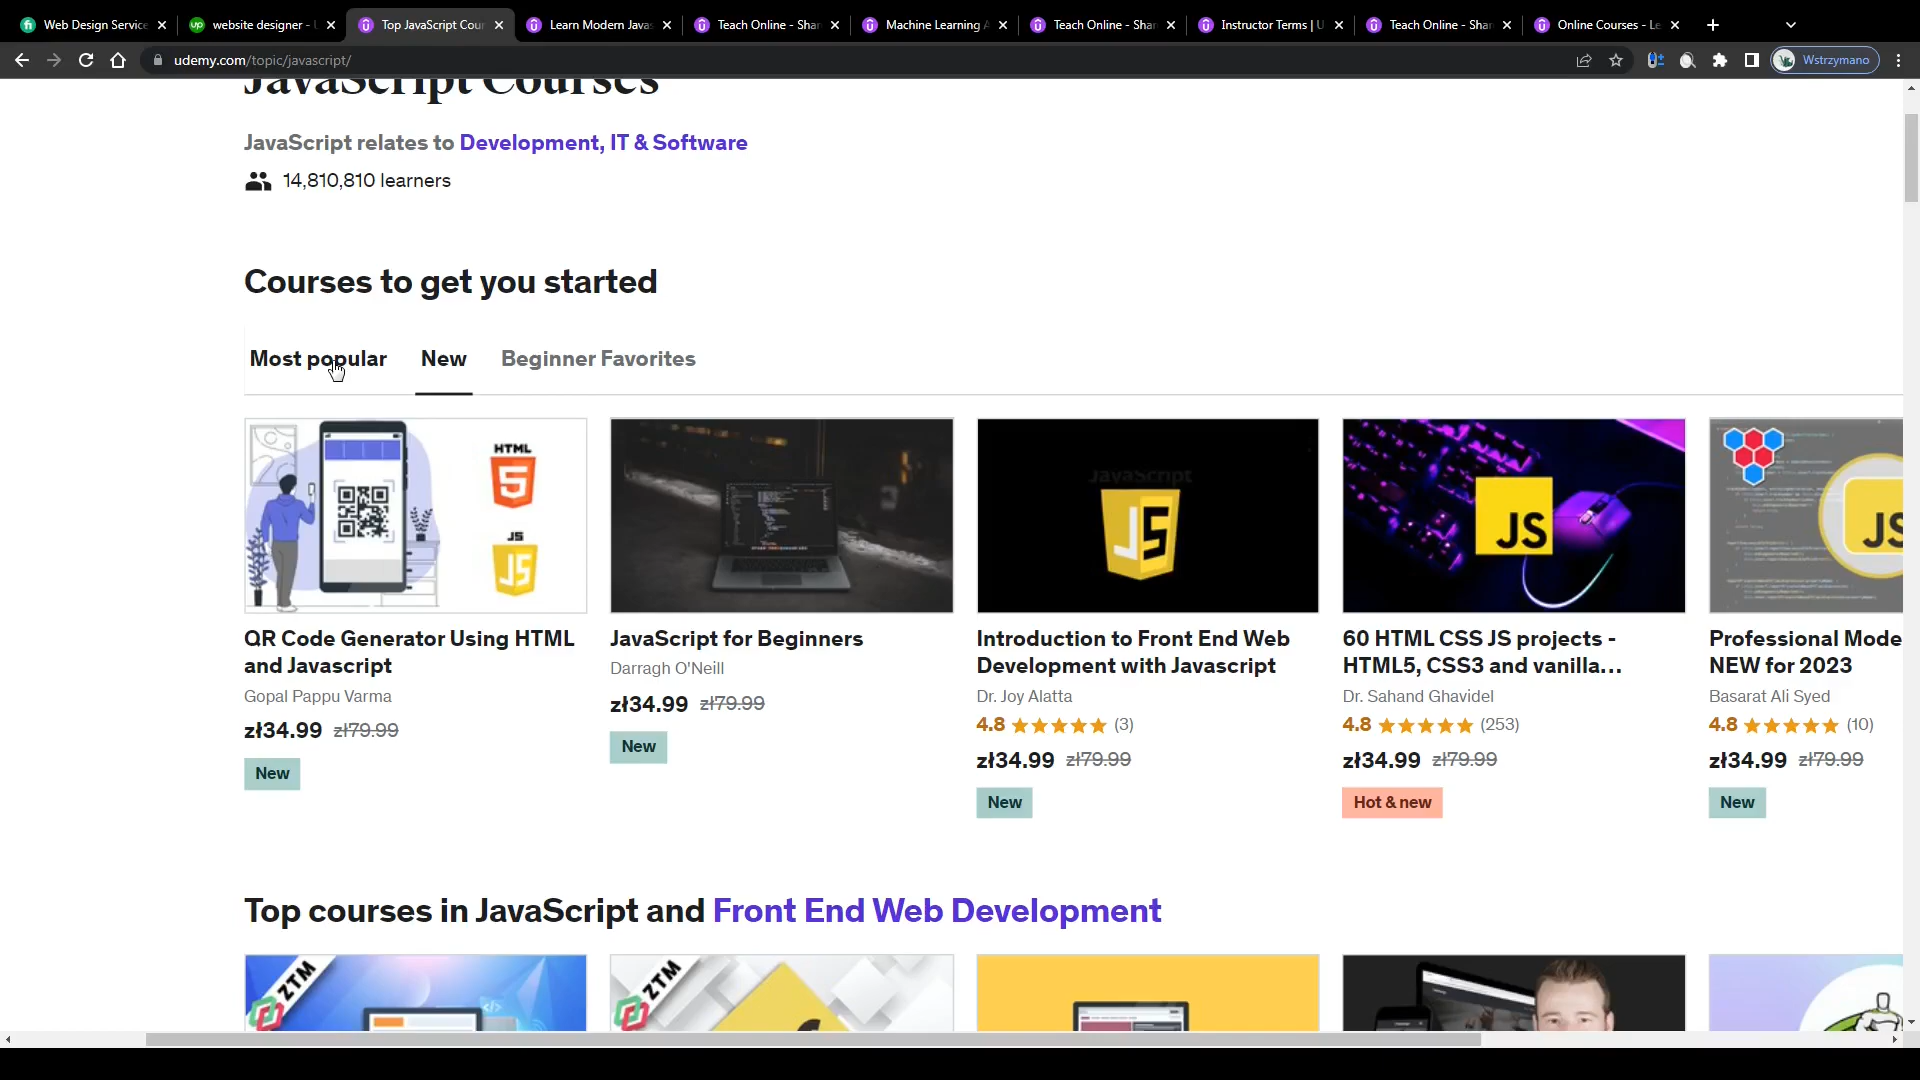 Web Design Service
website designer - U
Top JavaScript Cour
Learn Modern Javas
Teach Online - Shar
Machine Learning A
Teach Online - Shar
Instructor Terms | U
Teach Online - Shar
Online Courses - Le
udemy.com/topic/javascript/
Wstrzymano
JavaScript Courses
JavaScript relates to Development, IT & Software
14,810,810 learners
Courses to get you started
Most popular
New
Beginner Favorites
HTML
5
JS
JavaScript
JS
JS
QR Code Generator Using HTML
and Javascript
Gopal Pappu Varma
zł34.99 zł79.99
New
JavaScript for Beginners
Darragh O'Neill
zł34.99 zł79.99
New
Introduction to Front End Web
Development with Javascript
Dr. Joy Alatta
4.8 (3)
zł34.99 zł79.99
New
60 HTML CSS JS projects -
HTML5, CSS3 and vanilla…
Dr. Sahand Ghavidel
4.8 (253)
zł34.99 zł79.99
Hot & new
Professional Mode
NEW for 2023
Basarat Ali Syed
4.8 (10)
zł34.99 zł79.99
New
Top courses in JavaScript and Front End Web Development
ZTM
ZTM